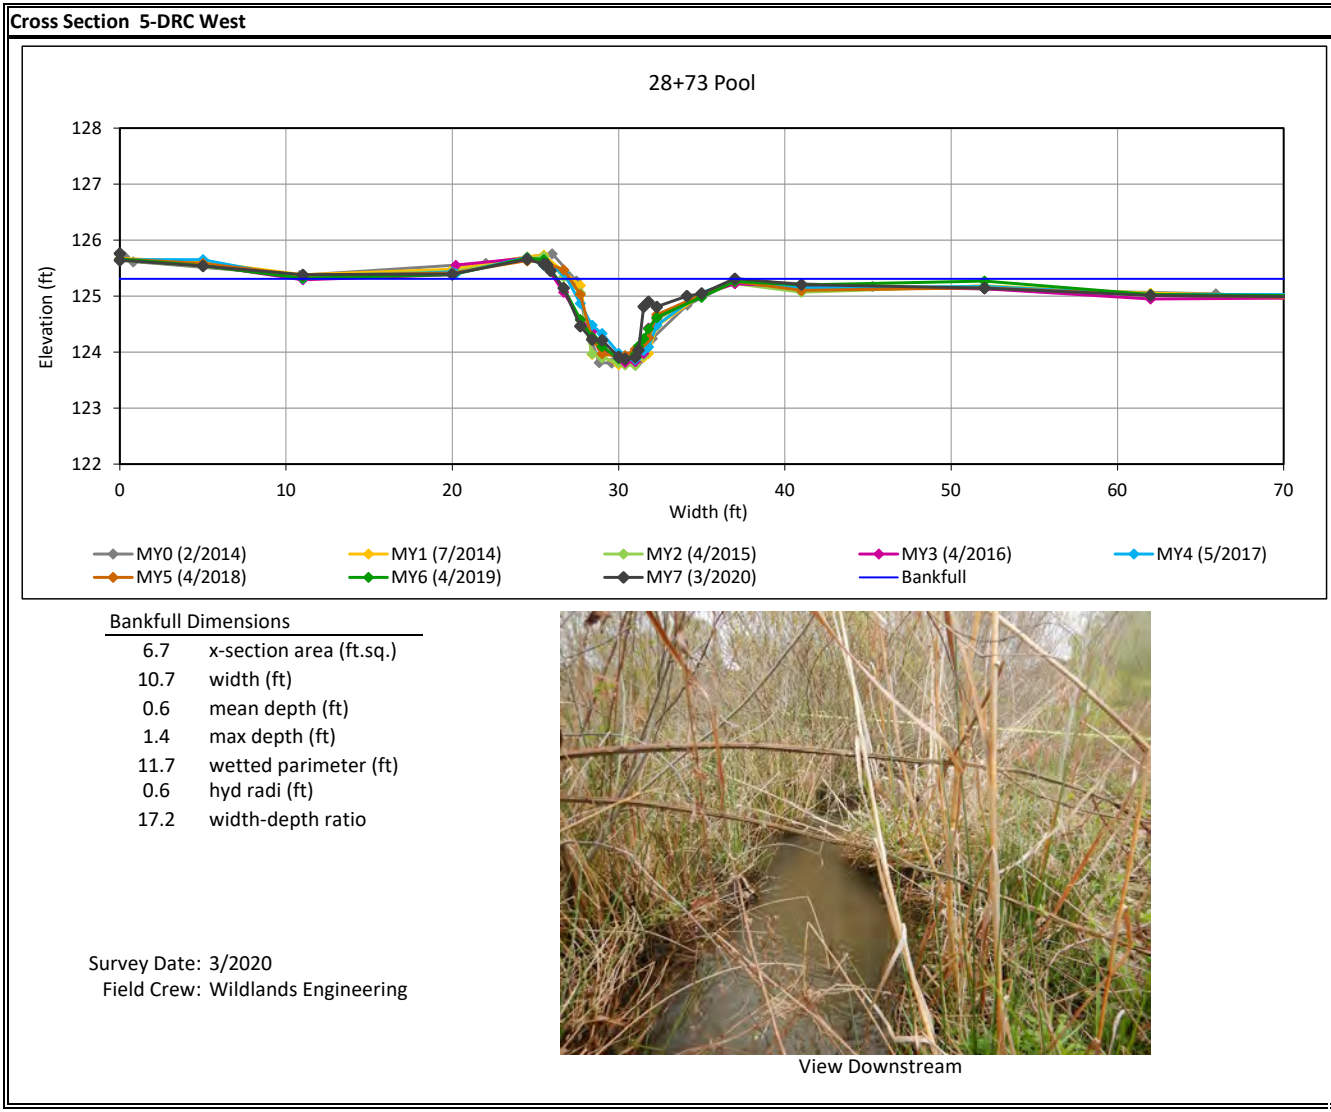 Cross Section 5-DRC West
28+73 Pool
128
127
126
125
124
123
122
Elevation (ft)
0 10 20 30 40 50 60 70
Width (ft)
MY0 (2/2014) MY1 (7/2014) MY2 (4/2015) MY3 (4/2016) MY4 (5/2017)
MY5 (4/2018) MY6 (4/2019) MY7 (3/2020) Bankfull
Bankfull Dimensions
6.7 x-section area (ft.sq.)
10.7 width (ft)
0.6 mean depth (ft)
1.4 max depth (ft)
11.7 wetted parimeter (ft)
0.6 hyd radi (ft)
17.2 width-depth ratio
Survey Date: 3/2020
Field Crew: Wildlands Engineering
View Downstream